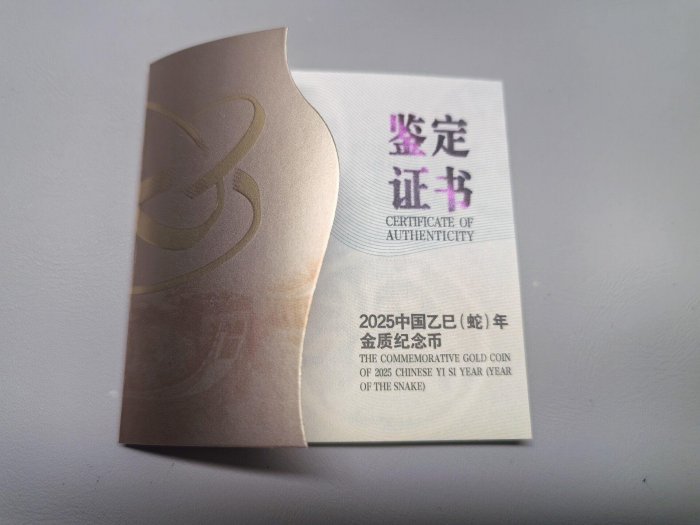 鉴定
证书
CERTIFICATE OF
AUTHENTICITY
2025中国乙巳(蛇)年
金质纪念币
THE COMMEMORATIVE GOLD COIN
OF 2025 CHINESE YI SI YEAR (YEAR
OF THE SNAKE)